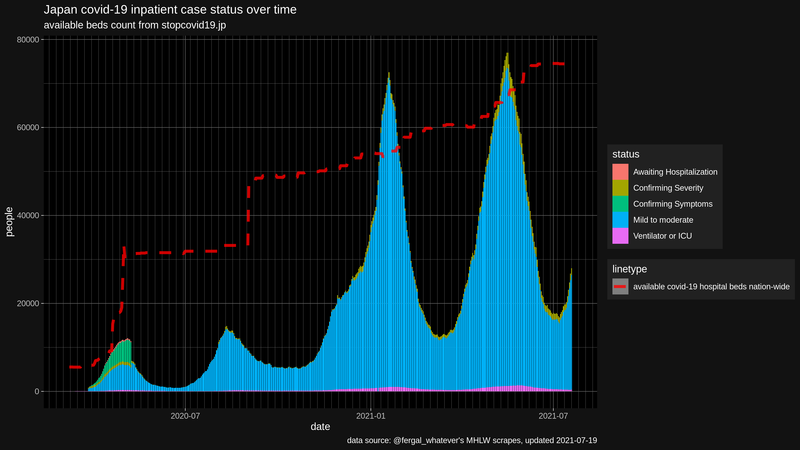 Japan covid-19 inpatient case status over time
available beds count from stopcovid19.jp
80000
60000
40000
20000
0
people
2020-07
2021-01
2021-07
date
status
Awaiting Hospitalization
Confirming Severity
Confirming Symptoms
Mild to moderate
Ventilator or ICU
linetype
available covid-19 hospital beds nation-wide
data source: @fergal_whatever's MHLW scrapes, updated 2021-07-19